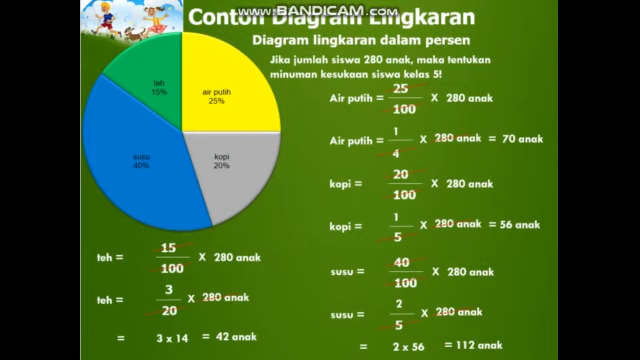 Contoh Diagram Lingkaran
www.BANDICAM.com
Diagram lingkaran dalam persen
Jika jumlah siswa 280 anak, maka tentukan
minuman kesukaan siswa kelas 5!
teh
15%
air putih
25%
susu
40%
kopi
20%
Air putih = 25/100 X 280 anak
Air putih = 1/4 X 280 anak = 70 anak
kopi = 20/100 X 280 anak
kopi = 1/5 X 280 anak = 56 anak
teh = 15/100 X 280 anak
teh = 3/20 X 280 anak
= 3 x 14 = 42 anak
susu = 40/100 X 280 anak
susu = 2/5 X 280 anak
= 2 x 56 = 112 anak